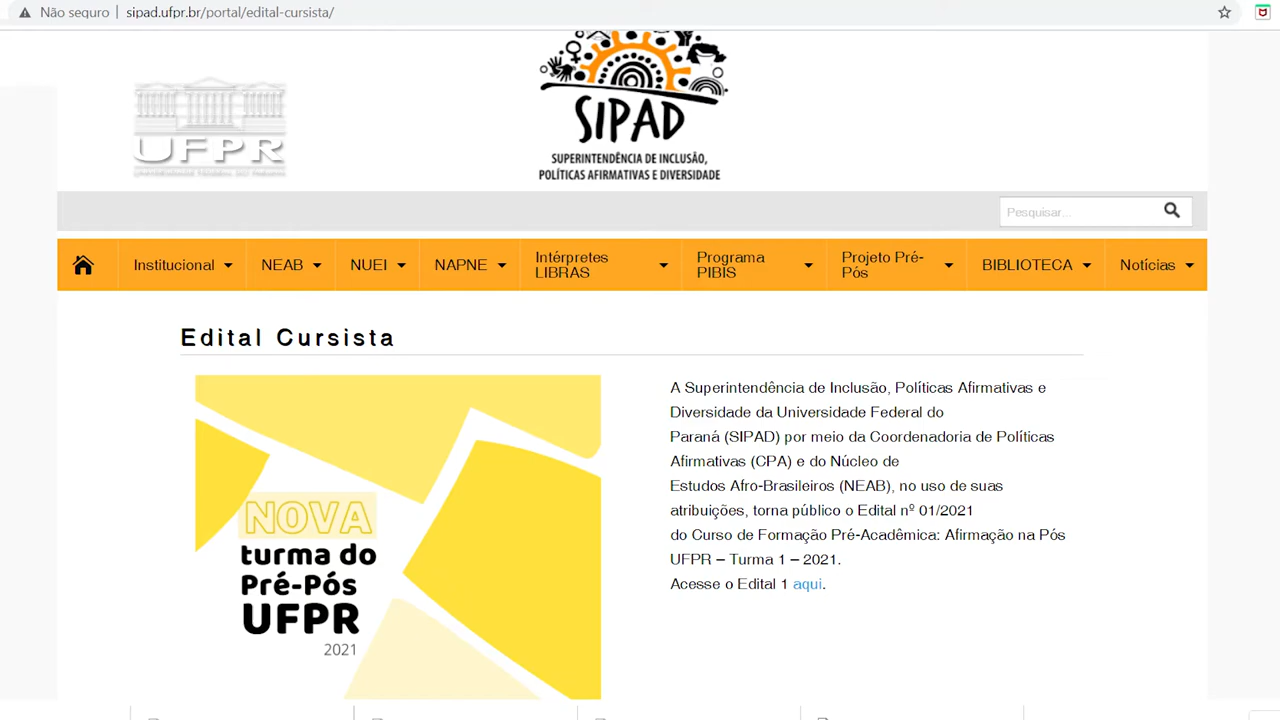 Não seguro | sipad.ufpr.br/portal/edital-cursista/
UFPR
UNIVERSIDADE FEDERAL DO PARANÁ
SIPAD
SUPERINTENDÊNCIA DE INCLUSÃO,
POLÍTICAS AFIRMATIVAS E DIVERSIDADE
Pesquisar...
Institucional NEAB NUEI NAPNE Intérpretes LIBRAS Programa PIBIS Projeto Pré-Pós BIBLIOTECA Notícias
Edital Cursista
NOVA
turma do
Pré-Pós
UFPR
2021
A Superintendência de Inclusão, Políticas Afirmativas e
Diversidade da Universidade Federal do
Paraná (SIPAD) por meio da Coordenadoria de Políticas
Afirmativas (CPA) e do Núcleo de
Estudos Afro-Brasileiros (NEAB), no uso de suas
atribuições, torna público o Edital nº 01/2021
do Curso de Formação Pré-Acadêmica: Afirmação na Pós
UFPR – Turma 1 – 2021.
Acesse o Edital 1 aqui.